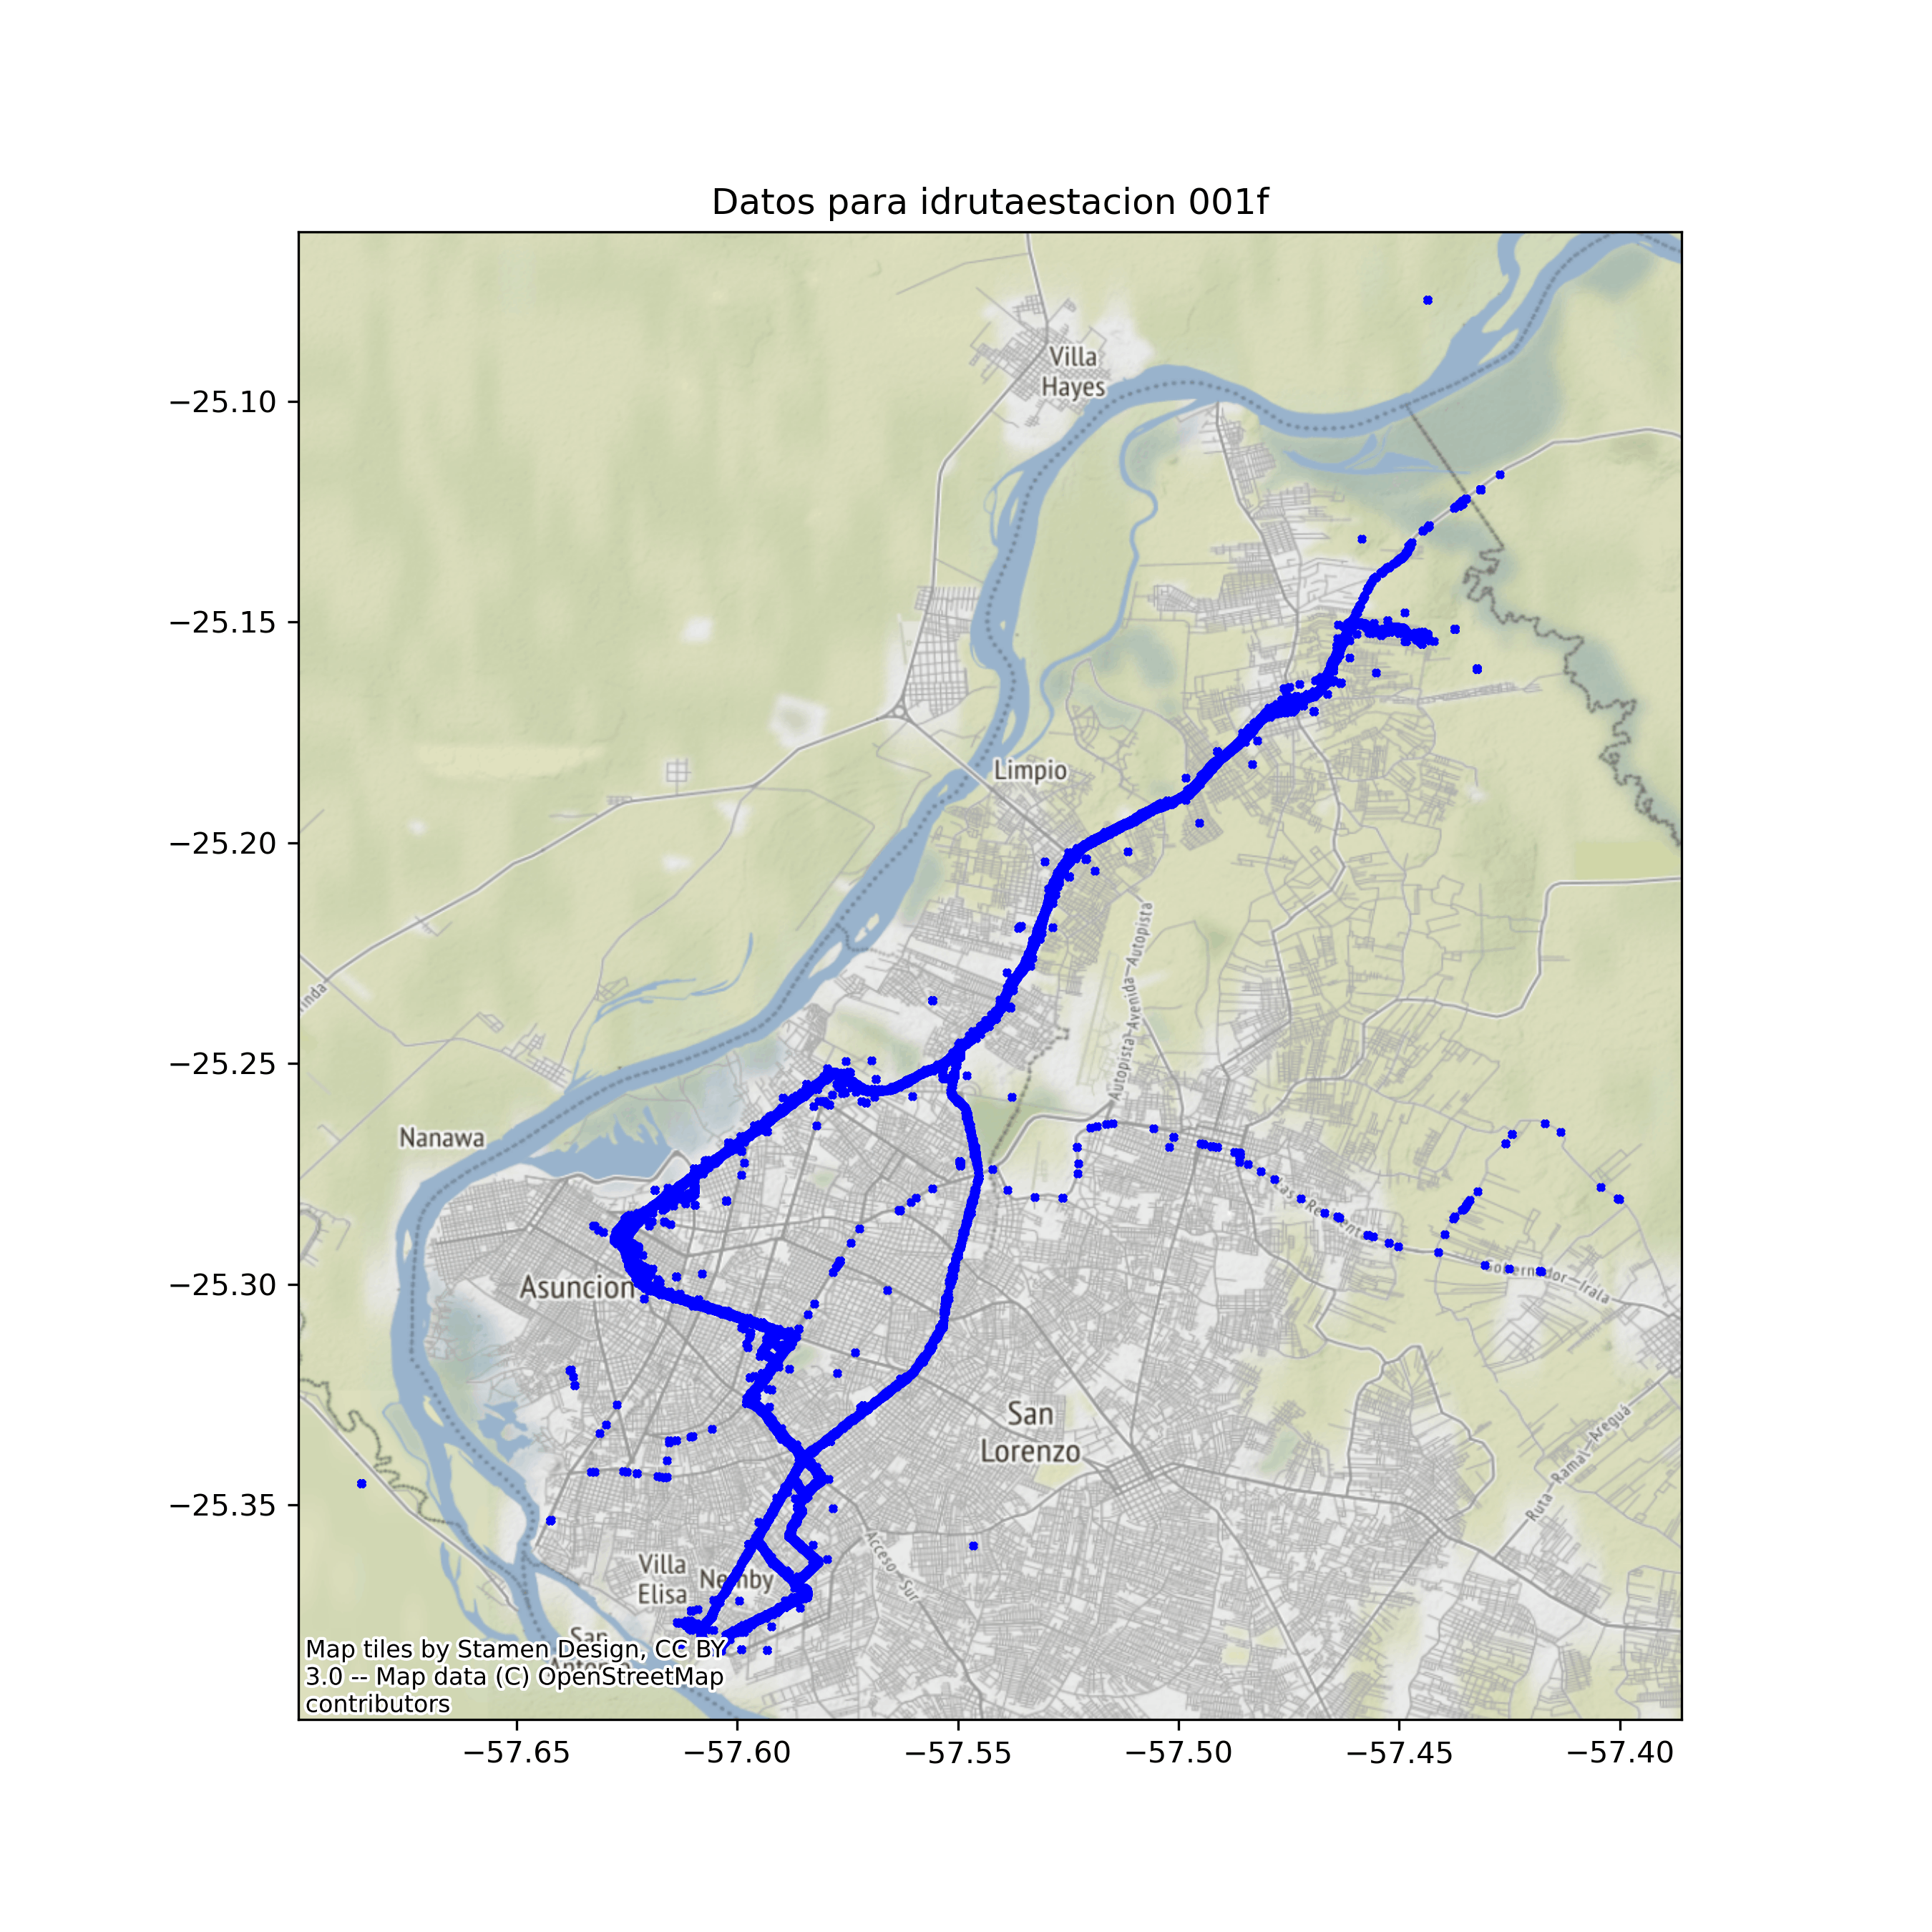 Datos para idrutaestacion 001f
Villa
Hayes
−25.10
−25.15
Limpio
−25.20
Autopista—Avenida—Autopista
inda
−25.25
Nanawa
−25.30
Asuncion
Gobernador—Irala
San
Lorenzo
Ruta—Ramal—Areguá
−25.35
Acceso—Sur
Villa
Elisa
Nemby
San
Antonio
Map tiles by Stamen Design, CC BY
3.0 -- Map data (C) OpenStreetMap
contributors
−57.65
−57.60
−57.55
−57.50
−57.45
−57.40